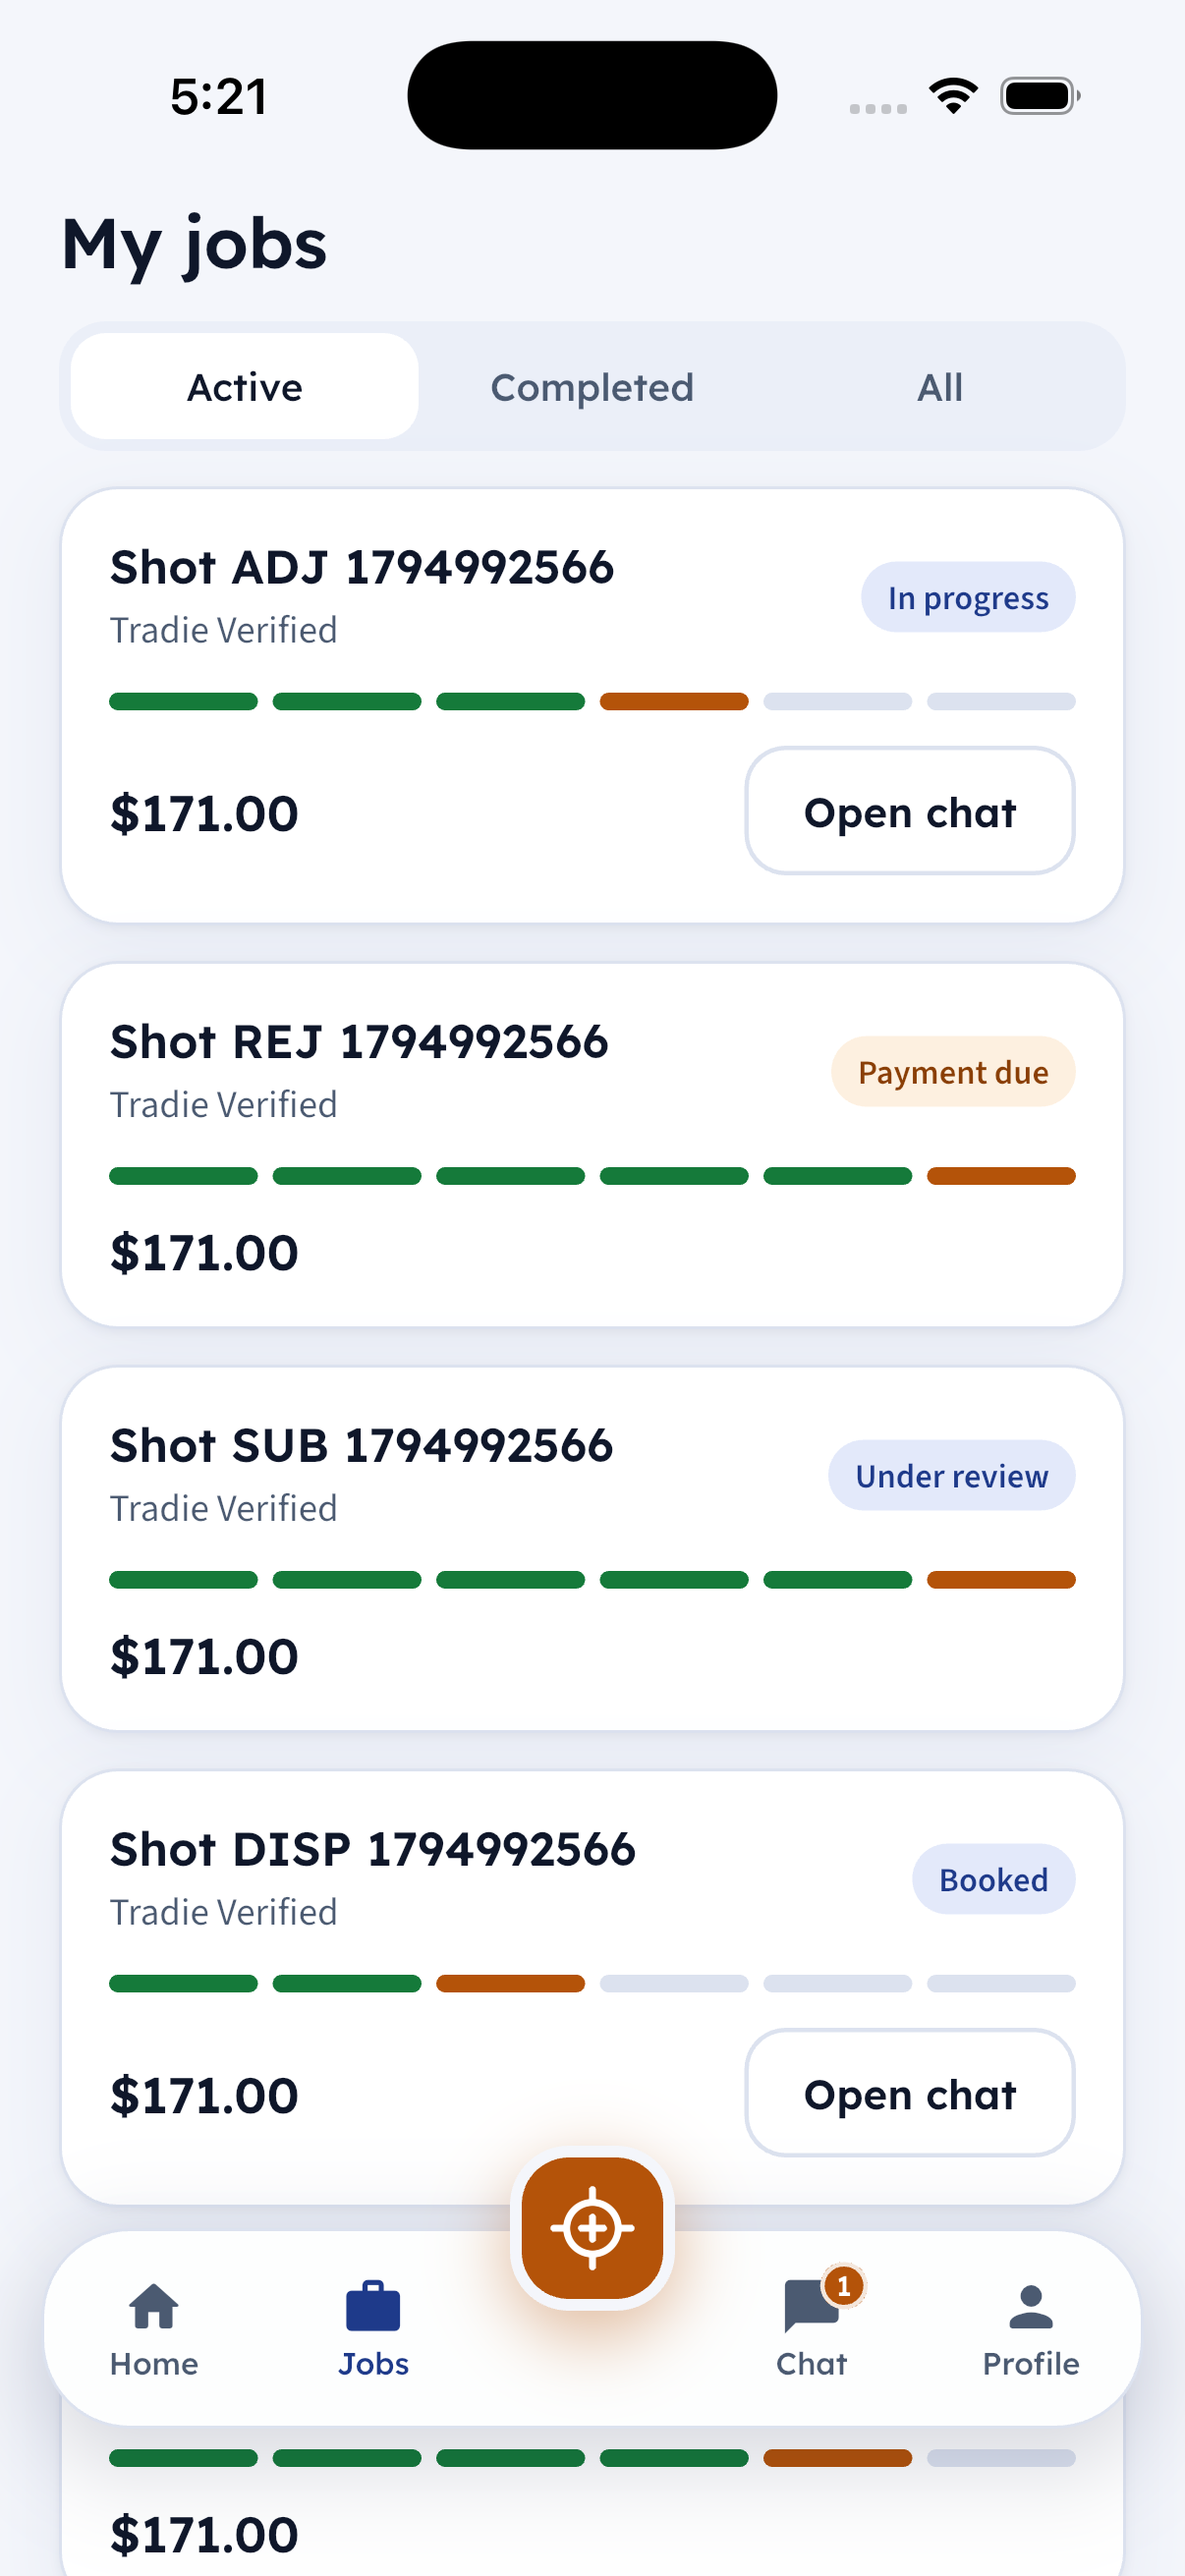 5:21
My jobs
Active
Completed
All
Shot ADJ 1794992566
Tradie Verified
In progress
$171.00
Open chat
Shot REJ 1794992566
Tradie Verified
Payment due
$171.00
Shot SUB 1794992566
Tradie Verified
Under review
$171.00
Shot DISP 1794992566
Tradie Verified
Booked
$171.00
Open chat
1
Home
Jobs
Chat
Profile
$171.00